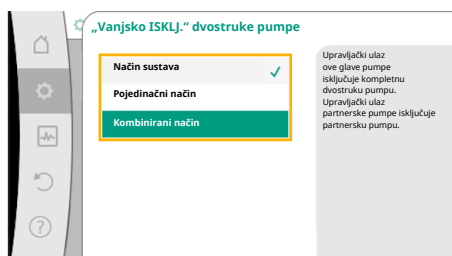 „Vanjsko ISKLJ.“ dvostruke pumpe
Način sustava
Pojedinačni način
Kombinirani način
Upravljački ulaz
ove glave pumpe
isključuje kompletnu
dvostruku pumpu.
Upravljački ulaz
partnerske pumpe isključuje
partnersku pumpu.